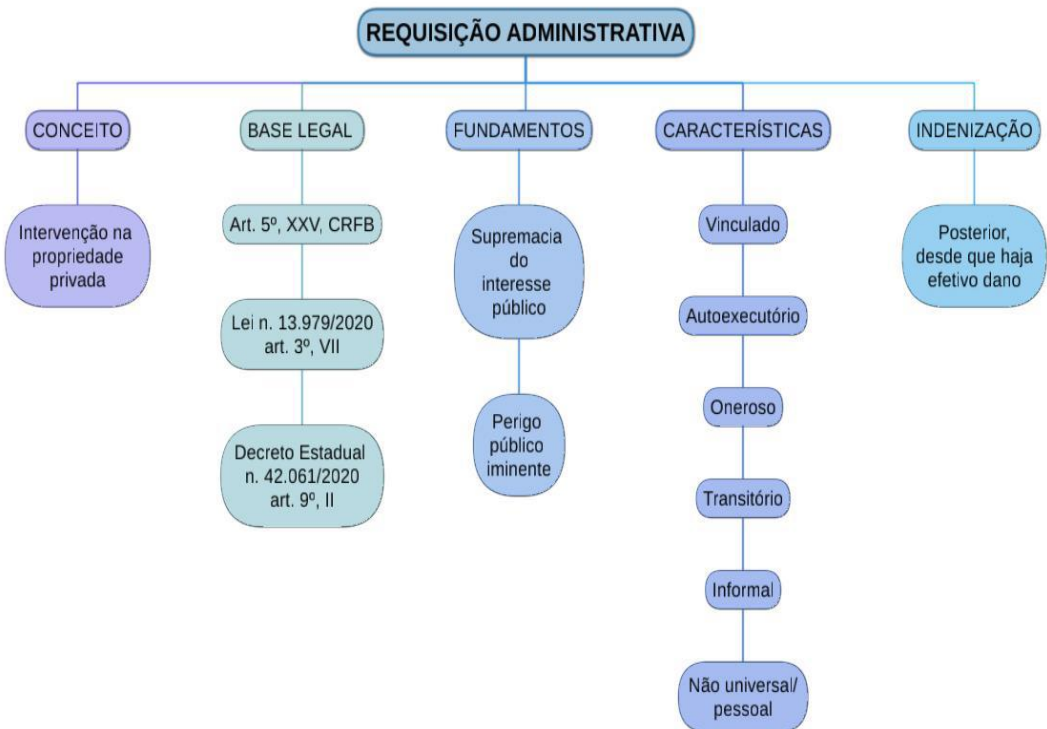 REQUISIÇÃO ADMINISTRATIVA
CONCEITO
Intervenção na
propriedade
privada
BASE LEGAL
Art. 5º, XXV, CRFB
Lei n. 13.979/2020
art. 3º, VII
Decreto Estadual
n. 42.061/2020
art. 9º, II
FUNDAMENTOS
Supremacia
do
interesse
público
Perigo
público
iminente
CARACTERÍSTICAS
Vinculado
Autoexecutório
Oneroso
Transitório
Informal
Não universal/
pessoal
INDENIZAÇÃO
Posterior,
desde que haja
efetivo dano